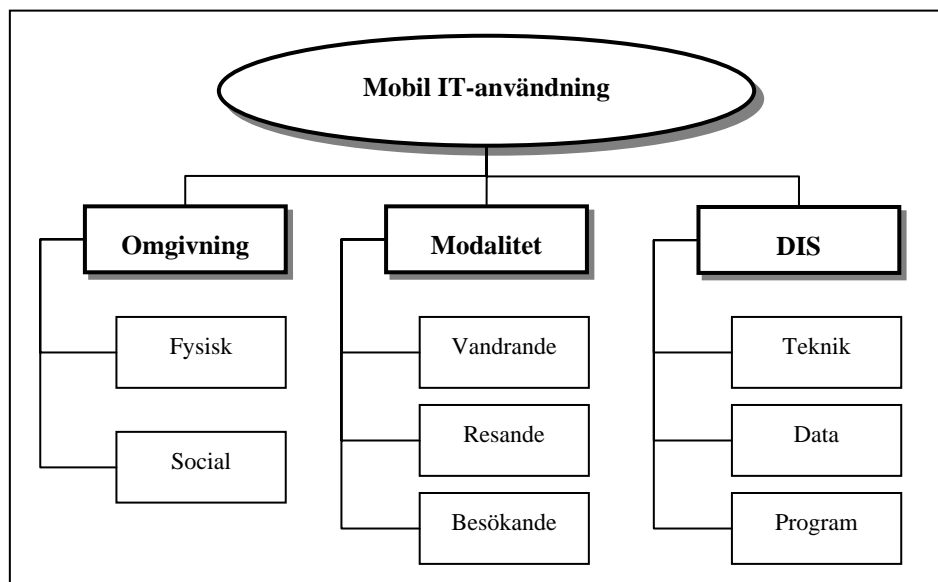 Mobil IT-användning
Omgivning
Modalitet
DIS
Fysisk
Vandrande
Teknik
Social
Resande
Data
Besökande
Program